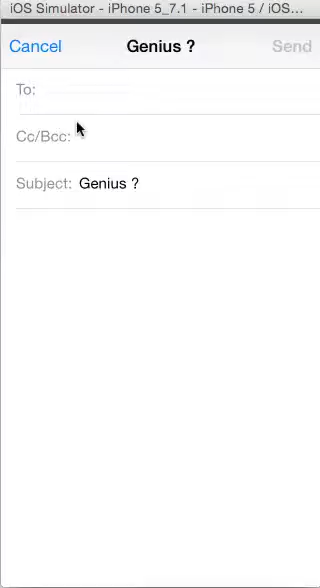 iOS Simulator - iPhone 5_7.1 - iPhone 5 / iOS...
Cancel Genius ? Send
To:
Cc/Bcc:
Subject: Genius ?